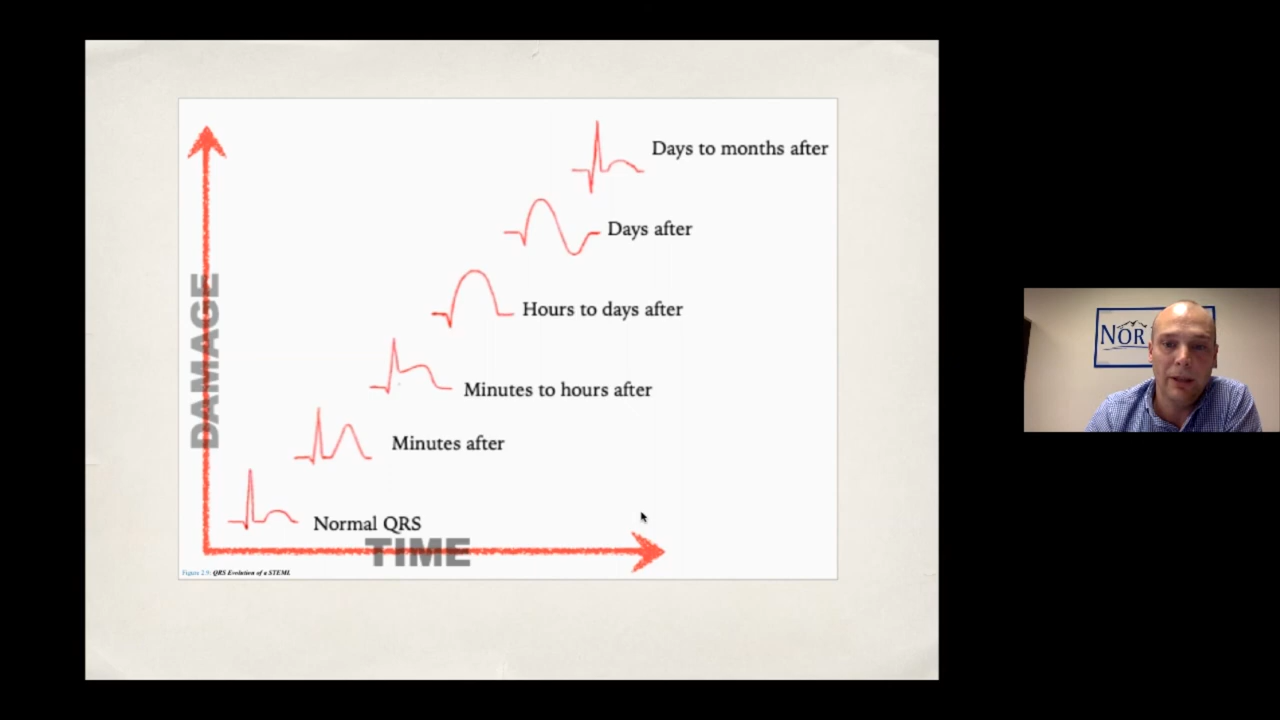 Days to months after
Days after
Hours to days after
Minutes to hours after
Minutes after
Normal QRS
DAMAGE
TIME
Figure 2.9: QRS Evolution of a STEMI.
NOR